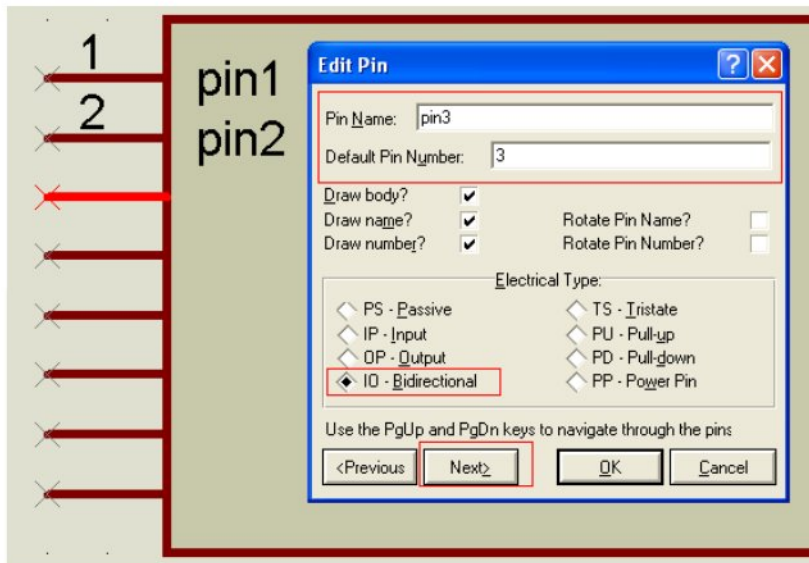 1
pin1
2
pin2
Edit Pin
Pin Name: pin3
Default Pin Number: 3
Draw body?
Draw name? Rotate Pin Name?
Draw number? Rotate Pin Number?
Electrical Type:
PS - Passive TS - Tristate
IP - Input PU - Pull-up
OP - Output PD - Pull-down
IO - Bidirectional PP - Power Pin
Use the PgUp and PgDn keys to navigate through the pins
<Previous Next> OK Cancel